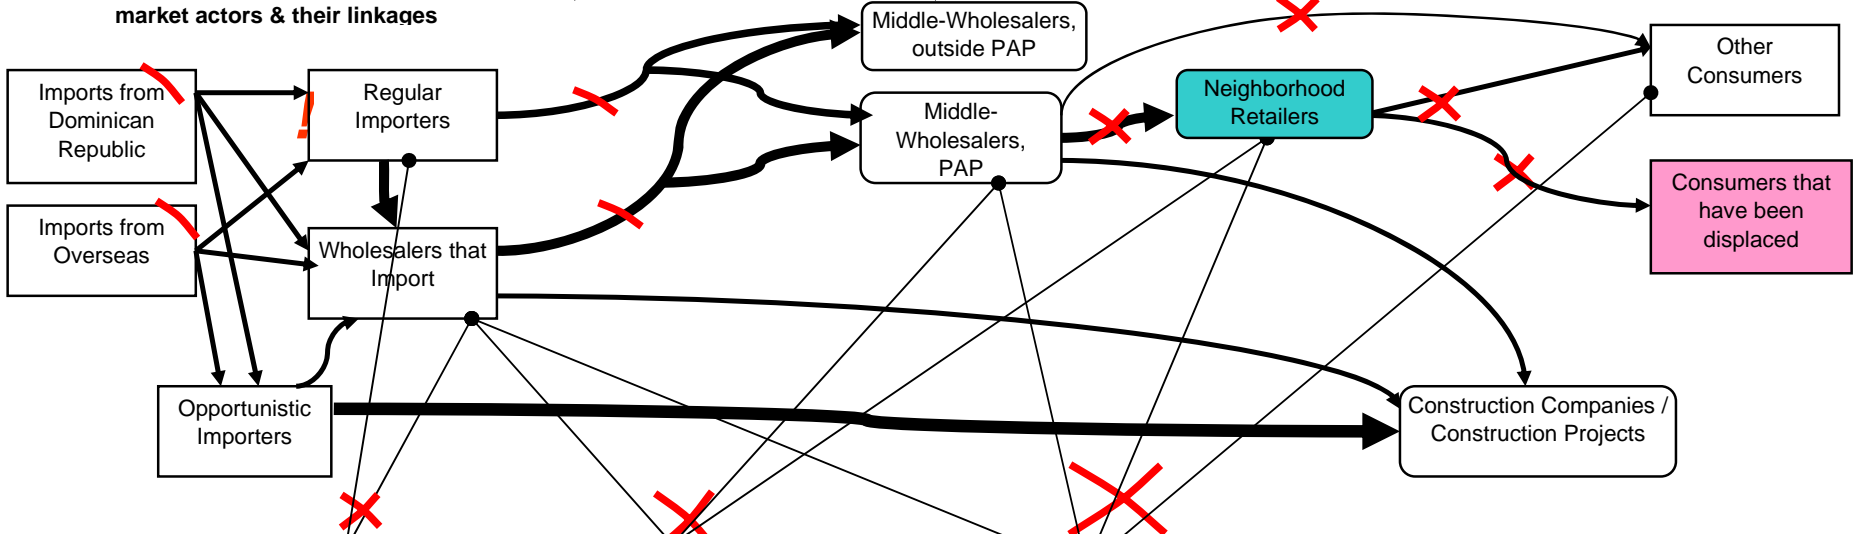 market actors & their linkages
Middle-Wholesalers,
outside PAP
Other
Consumers
Imports from
Dominican
Republic
Regular
Importers
!
Middle-
Wholesalers,
PAP
Neighborhood
Retailers
Consumers that
have been
displaced
Imports from
Overseas
Wholesalers that
Import
Opportunistic
Importers
Construction Companies /
Construction Projects